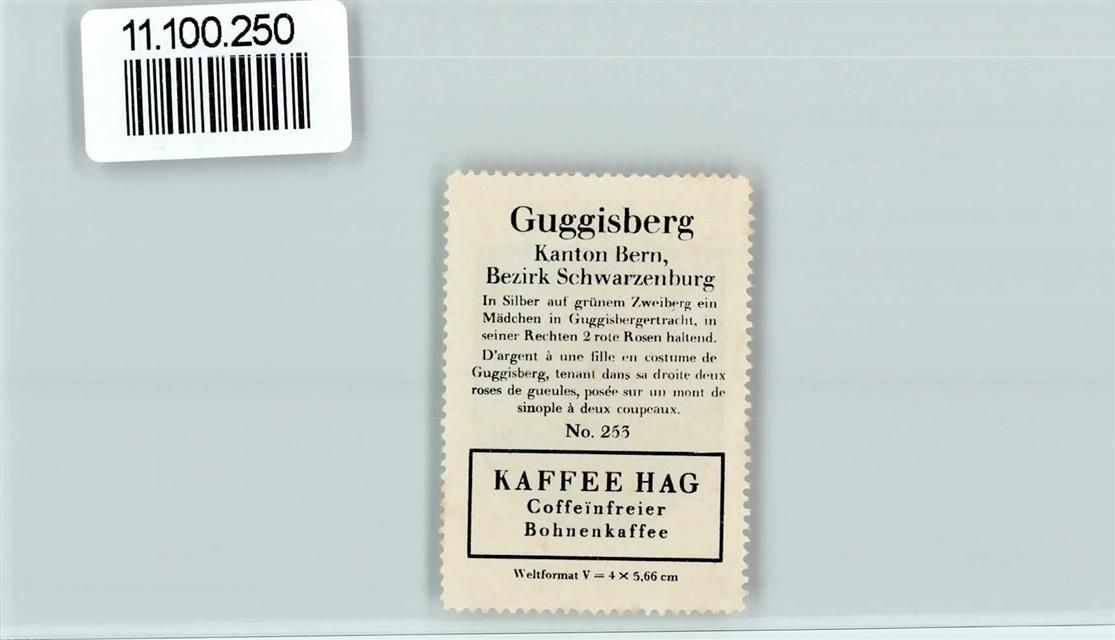 11.100.250
Guggisberg
Kanton Bern,
Bezirk Schwarzenburg
In Silber auf grünem Zweiberg ein
Mädchen in Guggisbergertracht, in
seiner Rechten 2 rote Rosen haltend.
D'argent à une fille en costume de
Guggisberg, tenant dans sa droite deux
roses de gueules, posée sur un mont de
sinople à deux coupeaux.
No. 253
KAFFEE HAG
Coffeïnfreier
Bohnenkaffee
Weltformat V = 4 × 5,66 cm